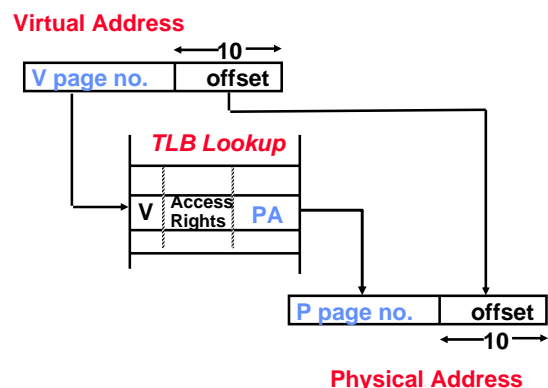 Virtual Address
10
V page no. offset
TLB Lookup
V Access Rights PA
P page no. offset
10
Physical Address